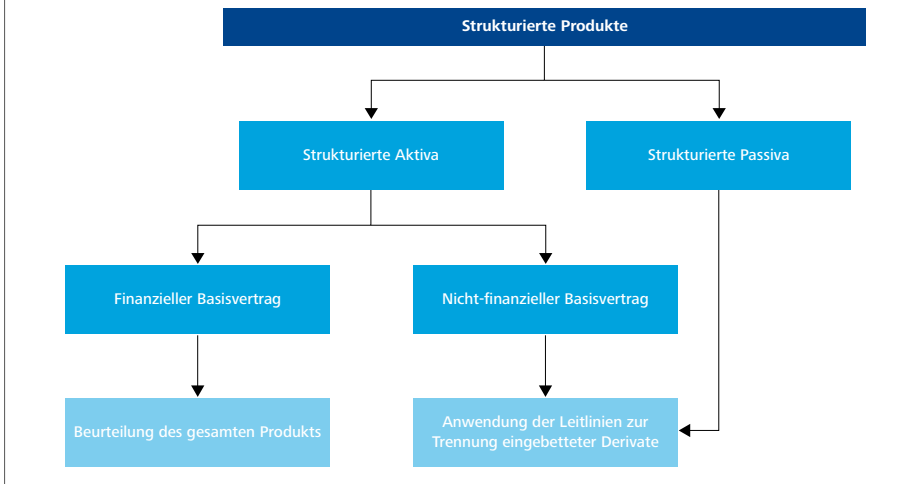 Strukturierte Produkte
Strukturierte Aktiva
Strukturierte Passiva
Finanzieller Basisvertrag
Nicht-finanzieller Basisvertrag
Beurteilung des gesamten Produkts
Anwendung der Leitlinien zur
Trennung eingebetteter Derivate